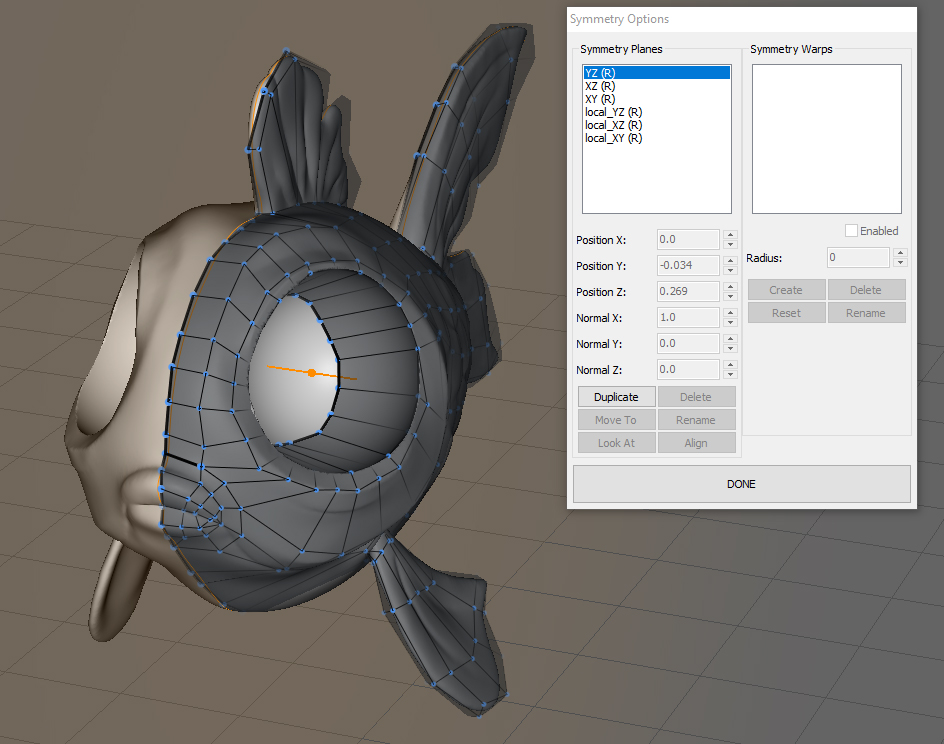 Symmetry Options
Symmetry Planes
YZ (R)
XZ (R)
XY (R)
local_YZ (R)
local_XZ (R)
local_XY (R)
Position X: 0.0
Position Y: -0.034
Position Z: 0.269
Normal X: 1.0
Normal Y: 0.0
Normal Z: 0.0
Duplicate Delete
Move To Rename
Look At Align
Symmetry Warps
Enabled
Radius: 0
Create Delete
Reset Rename
DONE